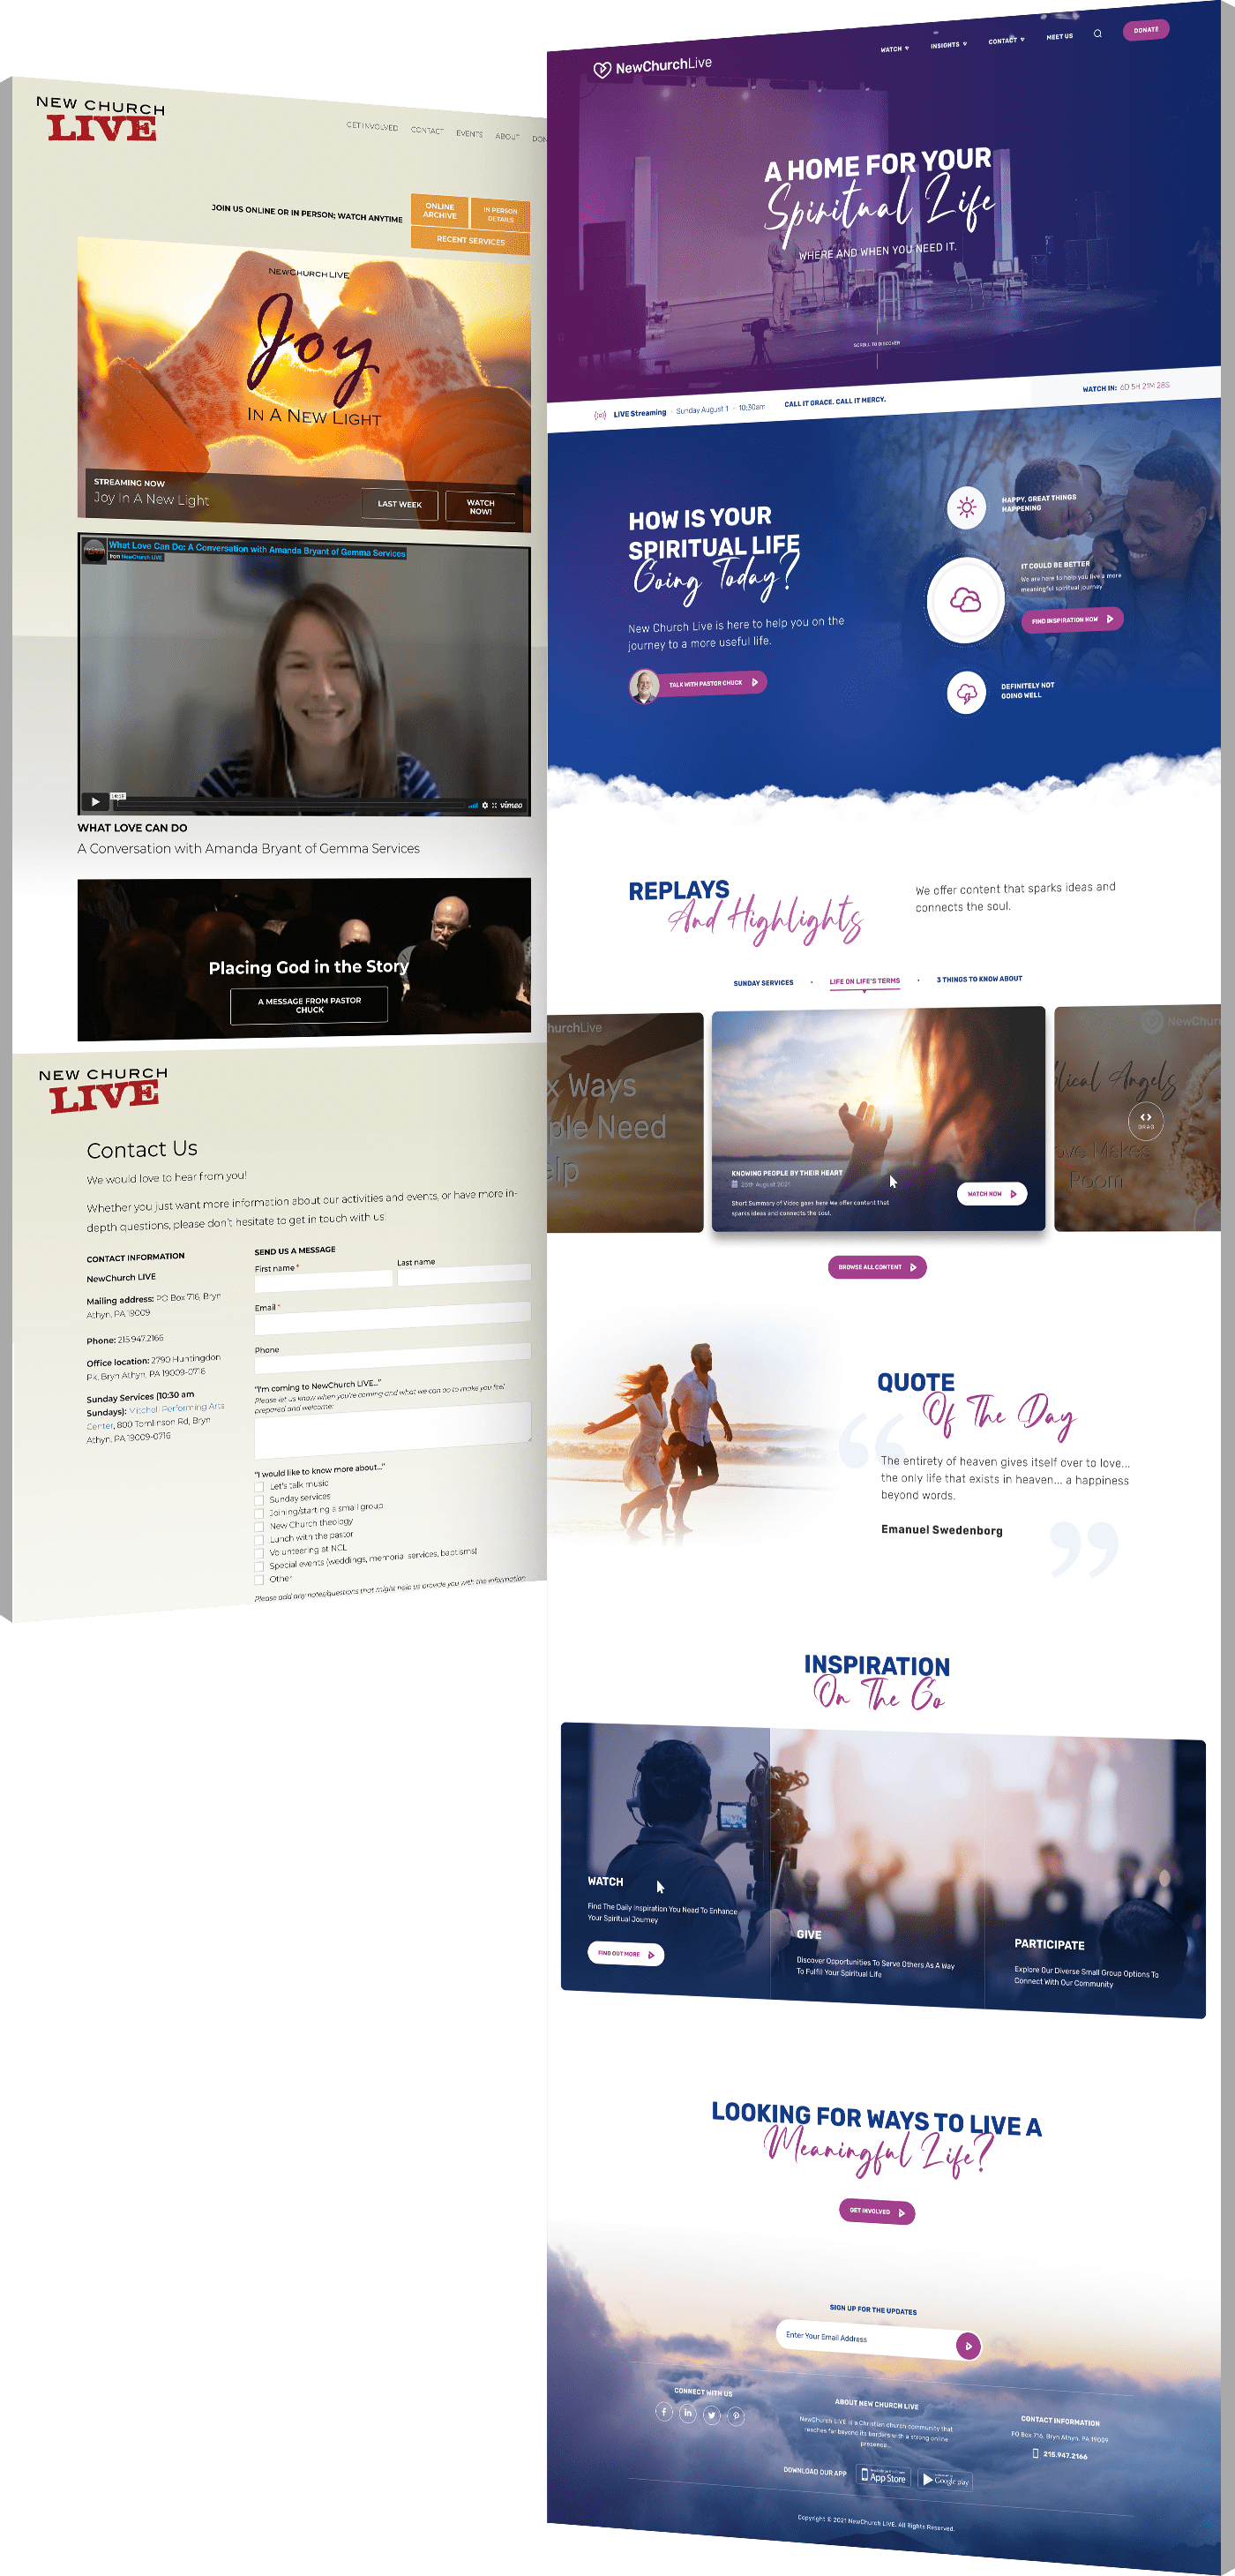 NEW CHURCH
LIVE
GET INVOLVED
CONTACT
EVENTS
ABOUT
JOIN US ONLINE OR IN PERSON; WATCH ANYTIME
ONLINE
ARCHIVE
IN PERSON
DETAILS
RECENT SERVICES
NEWCHURCH LIVE
Joy
IN A NEW LIGHT
STREAMING NOW
Joy In A New Light
LAST WEEK
WATCH
NOW!
What Love Can Do: A Conversation with Amanda Bryant of Gemma Services
from NewChurch LIVE
vimeo
WHAT LOVE CAN DO
A Conversation with Amanda Bryant of Gemma Services
Placing God in the Story
A MESSAGE FROM PASTOR
CHUCK
NEW CHURCH
LIVE
Contact Us
We would love to hear from you!
Whether you just want more information about our activities and events, or have more in-
depth questions, please don't hesitate to get in touch with us!
CONTACT INFORMATION
NewChurch LIVE
Mailing address: PO Box 716, Bryn
Athyn, PA 19009
Phone: 215.947.2166
Office location: 2790 Huntingdon
Pk, Bryn Athyn, PA 19009-0716
Sunday Services (10:30 am
Sundays): Mitchell Performing Arts
Center, 800 Tomlinson Rd, Bryn
Athyn, PA 19009-0716
SEND US A MESSAGE
First name *
Last name
Email *
Phone
"I'm coming to NewChurch LIVE..."
Please let us know when you're coming and what we can do to make you feel
prepared and welcome:
"I would like to know more about..."
Let's talk music
Sunday services
Joining/starting a small group
New Church theology
Lunch with the pastor
Volunteering at NCL
Special events (weddings, memorial services, baptisms)
Other
Please add any notes/questions that might help us provide you with the information
NewChurchLive
WATCH
INSIGHTS
CONTACT
MEET US
DONATE
A HOME FOR YOUR
Spiritual Life
WHERE AND WHEN YOU NEED IT.
SCROLL TO DISCOVER
LIVE Streaming - Sunday August 1 - 10:30am
CALL IT GRACE. CALL IT MERCY.
WATCH IN: 6D 5H 21M 28S
HOW IS YOUR
SPIRITUAL LIFE
Going Today?
New Church Live is here to help you on the
journey to a more useful life.
TALK WITH PASTOR CHUCK
HAPPY, GREAT THINGS
HAPPENING
IT COULD BE BETTER
We are here to help you live a more
meaningful spiritual journey
FIND INSPIRATION NOW
DEFINITELY NOT
GOING WELL
REPLAYS
And Highlights
We offer content that sparks ideas and
connects the soul.
SUNDAY SERVICES
LIFE ON LIFE'S TERMS
3 THINGS TO KNOW ABOUT
hurchLive
x Ways
ple Need
elp
KNOWING PEOPLE BY THEIR HEART
25th August 2021
Short Summary of Video goes here We offer content that
sparks ideas and connects the soul.
WATCH NOW
NewChur
lical Angels
DRAG
ove Makes
Room
BROWSE ALL CONTENT
QUOTE
Of The Day
“
The entirety of heaven gives itself over to love...
the only life that exists in heaven... a happiness
beyond words.
Emanuel Swedenborg
”
INSPIRATION
On The Go
WATCH
Find The Daily Inspiration You Need To Enhance
Your Spiritual Journey
FIND OUT MORE
GIVE
Discover Opportunities To Serve Others As A Way
To Fulfill Your Spiritual Life
PARTICIPATE
Explore Our Diverse Small Group Options To
Connect With Our Community
LOOKING FOR WAYS TO LIVE A
Meaningful Life?
GET INVOLVED
SIGN UP FOR THE UPDATES
Enter Your Email Address
CONNECT WITH US
ABOUT NEW CHURCH LIVE
NewChurch LIVE is a Christian church community that
reaches far beyond its borders with a strong online
presence...
CONTACT INFORMATION
PO Box 716, Bryn Athyn, PA 19009
215.947.2166
DOWNLOAD OUR APP
App Store
Google play
Copyright © 2021 NewChurch LIVE. All Rights Reserved.